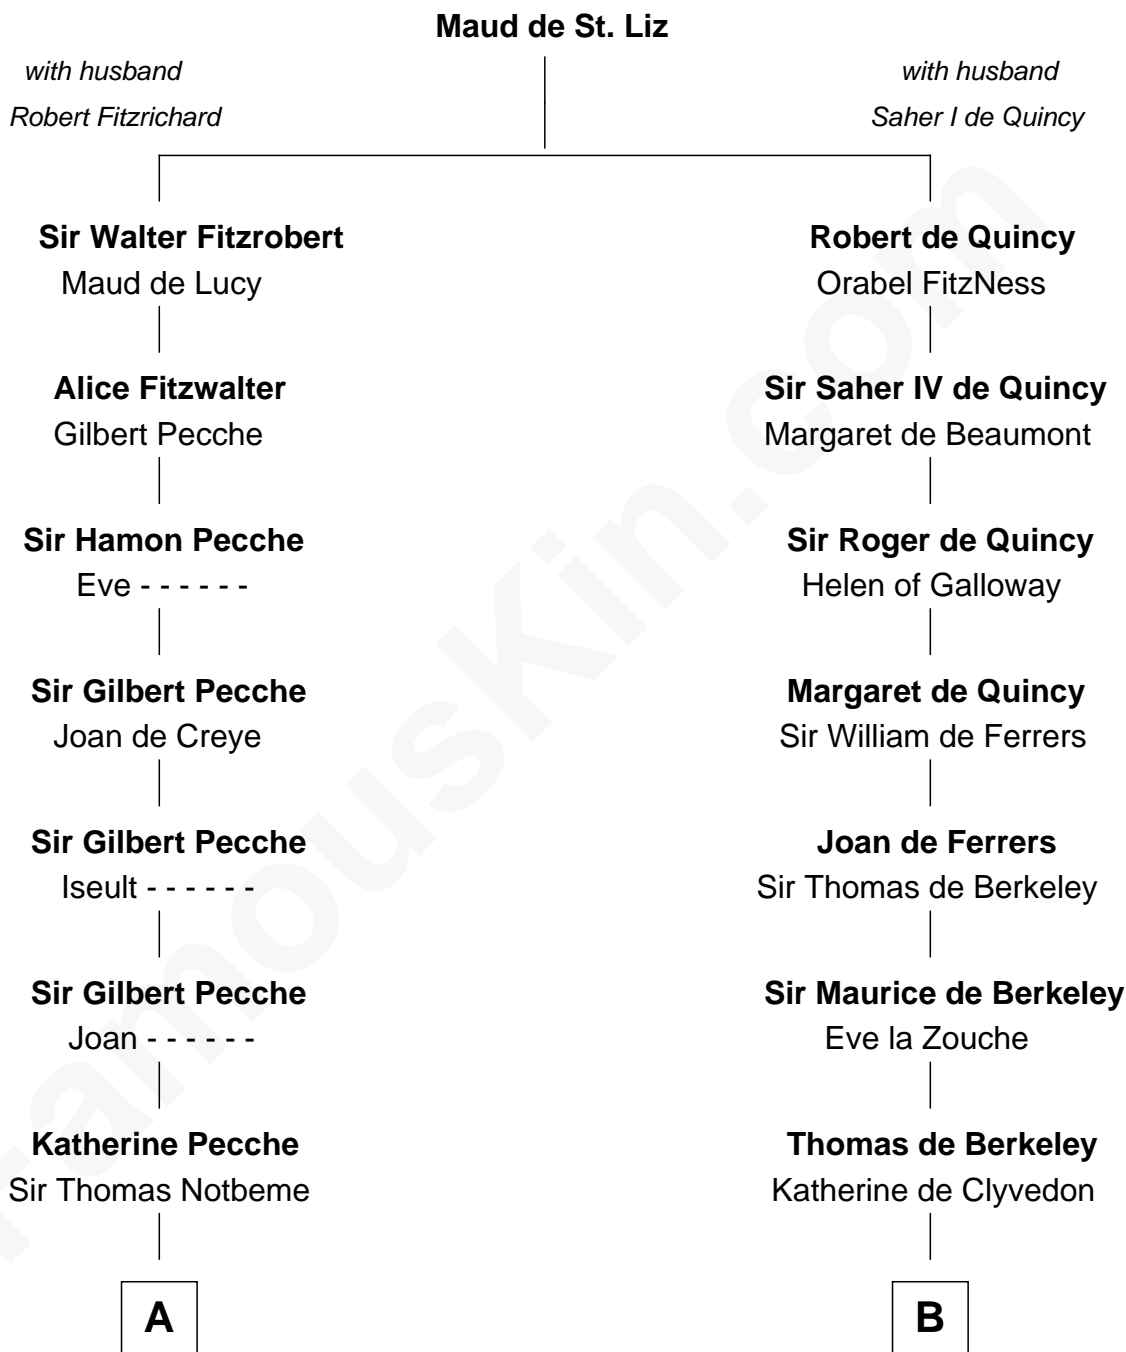 Maud de St. Liz
with husband
Robert Fitzrichard
with husband
Saher I de Quincy
Sir Walter Fitzrobert
Maud de Lucy
Robert de Quincy
Orabel FitzNess
Alice Fitzwalter
Gilbert Pecche
Sir Saher IV de Quincy
Margaret de Beaumont
Sir Hamon Pecche
Eve - - - - - -
Sir Roger de Quincy
Helen of Galloway
Sir Gilbert Pecche
Joan de Creye
Margaret de Quincy
Sir William de Ferrers
Sir Gilbert Pecche
Iseult - - - - - -
Joan de Ferrers
Sir Thomas de Berkeley
Sir Gilbert Pecche
Joan - - - - - -
Sir Maurice de Berkeley
Eve la Zouche
Katherine Pecche
Sir Thomas Notbeme
Thomas de Berkeley
Katherine de Clyvedon
A
B
FamousKin.com